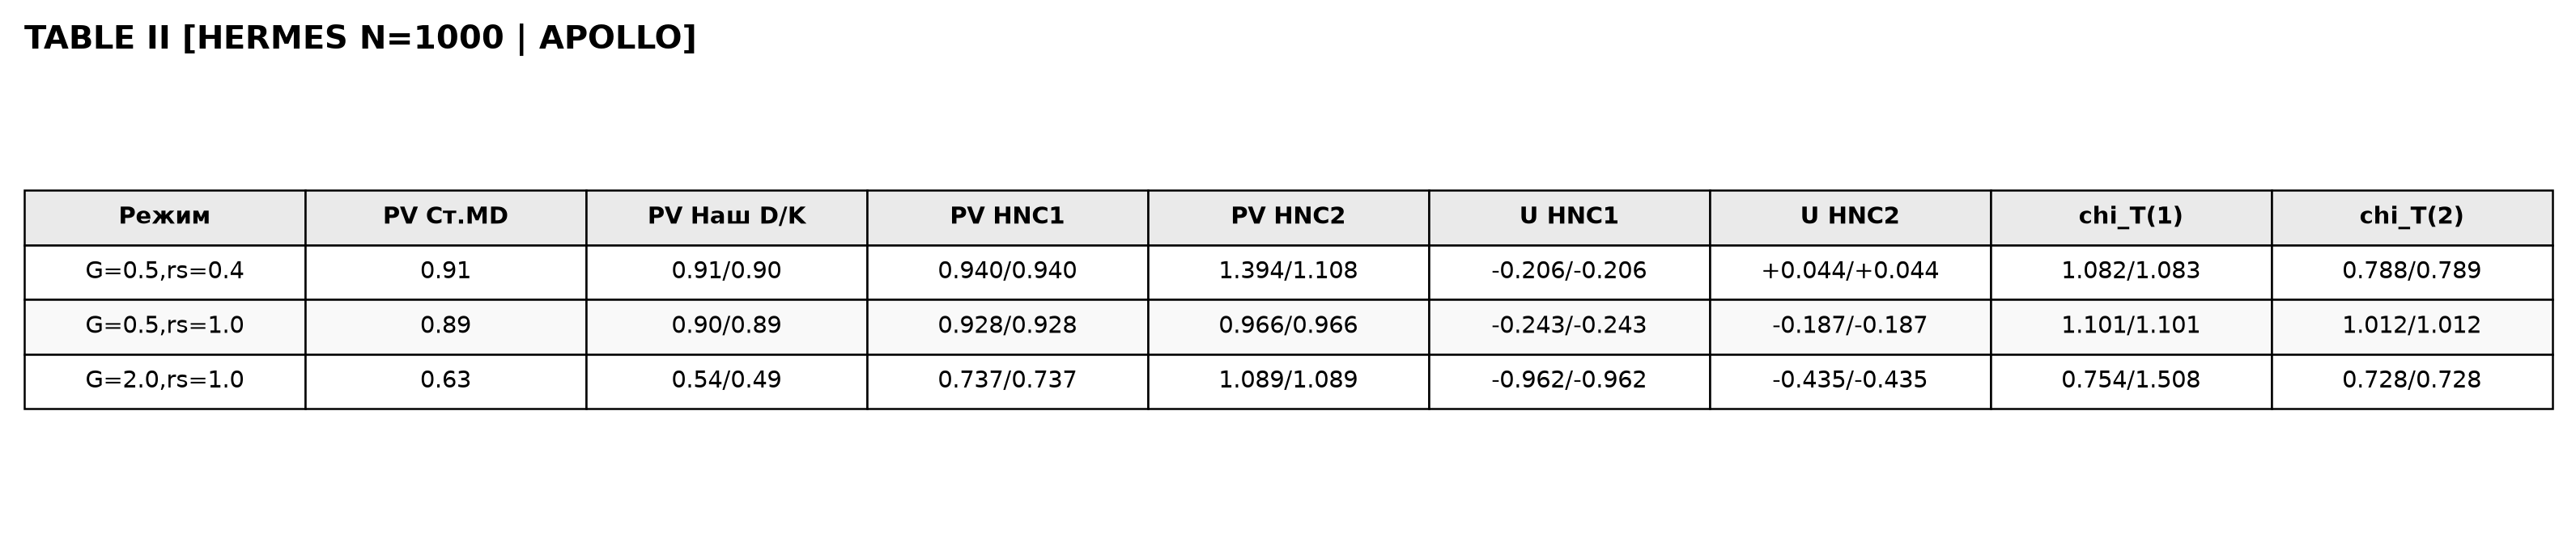 TABLE II [HERMES N=1000 | APOLLO]
Режим PV Ст.MD PV Наш D/K PV HNC1 PV HNC2 U HNC1 U HNC2 chi_T(1) chi_T(2)
G=0.5,rs=0.4 0.91 0.91/0.90 0.940/0.940 1.394/1.108 -0.206/-0.206 +0.044/+0.044 1.082/1.083 0.788/0.789
G=0.5,rs=1.0 0.89 0.90/0.89 0.928/0.928 0.966/0.966 -0.243/-0.243 -0.187/-0.187 1.101/1.101 1.012/1.012
G=2.0,rs=1.0 0.63 0.54/0.49 0.737/0.737 1.089/1.089 -0.962/-0.962 -0.435/-0.435 0.754/1.508 0.728/0.728